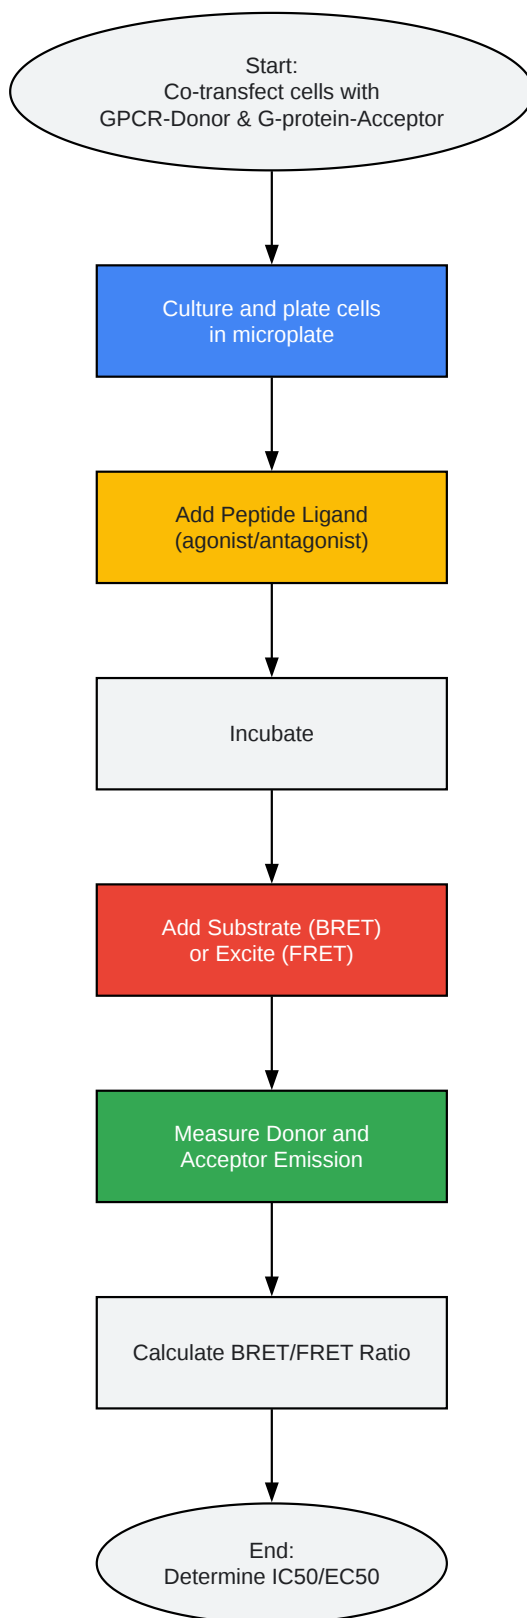 Start:
Co-transfect cells with
GPCR-Donor & G-protein-Acceptor
Culture and plate cells
in microplate
Add Peptide Ligand
(agonist/antagonist)
Incubate
Add Substrate (BRET)
or Excite (FRET)
Measure Donor and
Acceptor Emission
Calculate BRET/FRET Ratio
End:
Determine IC50/EC50